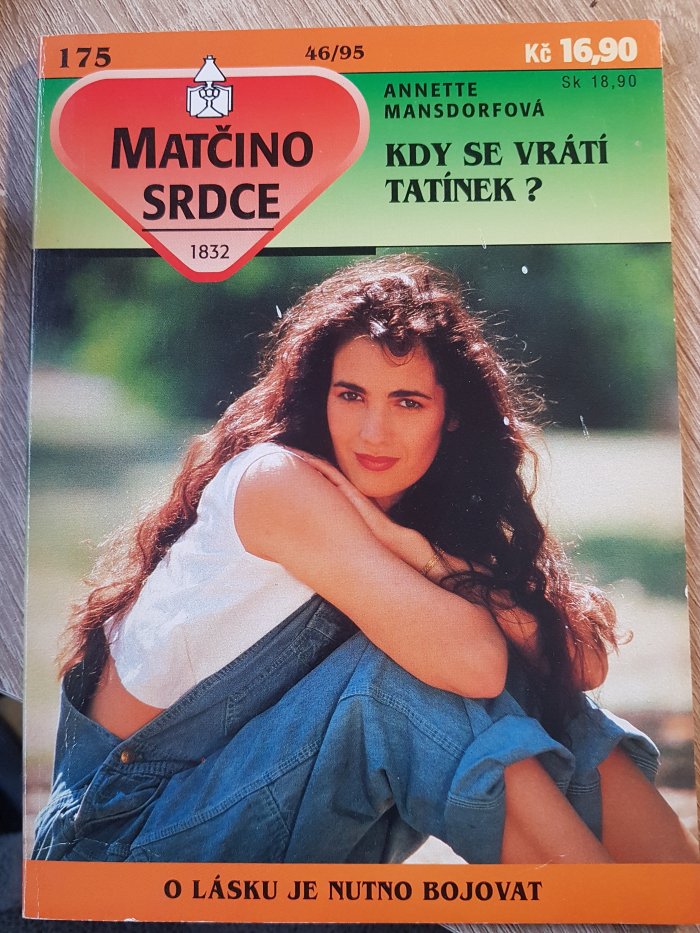 175
46/95
Kč 16,90
Sk 18,90
MATČINO
SRDCE
1832
ANNETTE
MANSDORFOVÁ
KDY SE VRÁTÍ
TATÍNEK ?
O LÁSKU JE NUTNO BOJOVAT